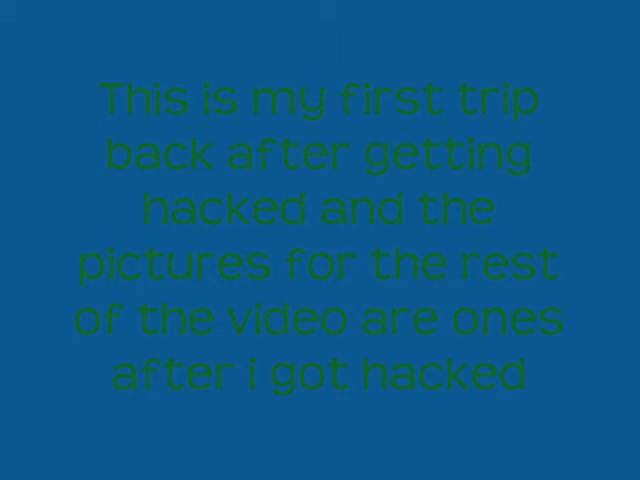 This is my first trip
back after getting
hacked and the
pictures for the rest
of the video are ones
after i got hacked